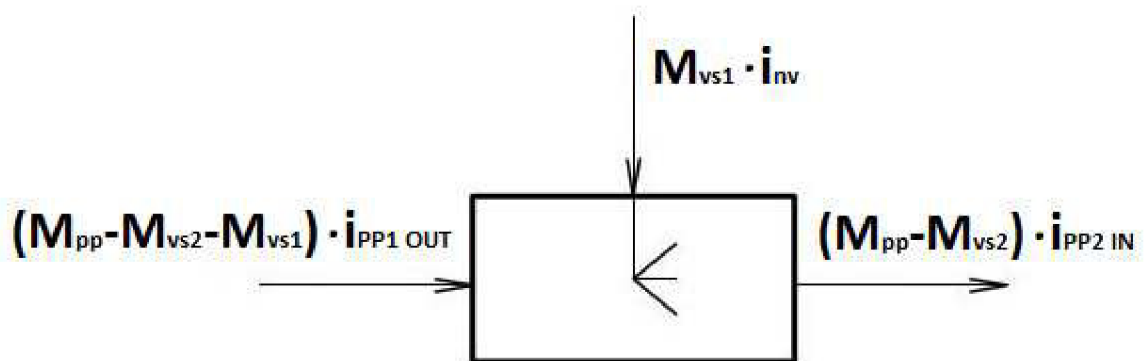 Mvs1 · inv
(Mpp-Mvs2-Mvs1) · iPP1 OUT
(Mpp-Mvs2) · iPP2 IN